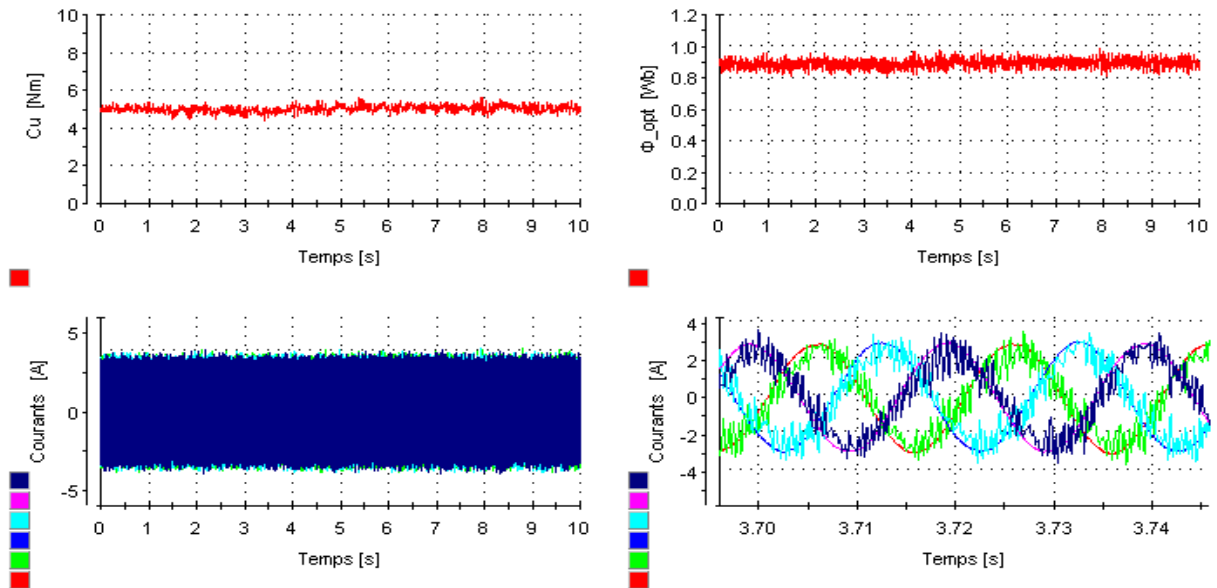 10
8
6
4
2
0
Cu [Nm]
0 1 2 3 4 5 6 7 8 9 10
Temps [s]
1.2
1.0
0.8
0.6
0.4
0.2
0.0
Φ_opt [Wb]
0 1 2 3 4 5 6 7 8 9 10
Temps [s]
5
0
-5
Courants [A]
0 1 2 3 4 5 6 7 8 9 10
Temps [s]
4
2
0
-2
-4
Courants [A]
3.70 3.71 3.72 3.73 3.74
Temps [s]